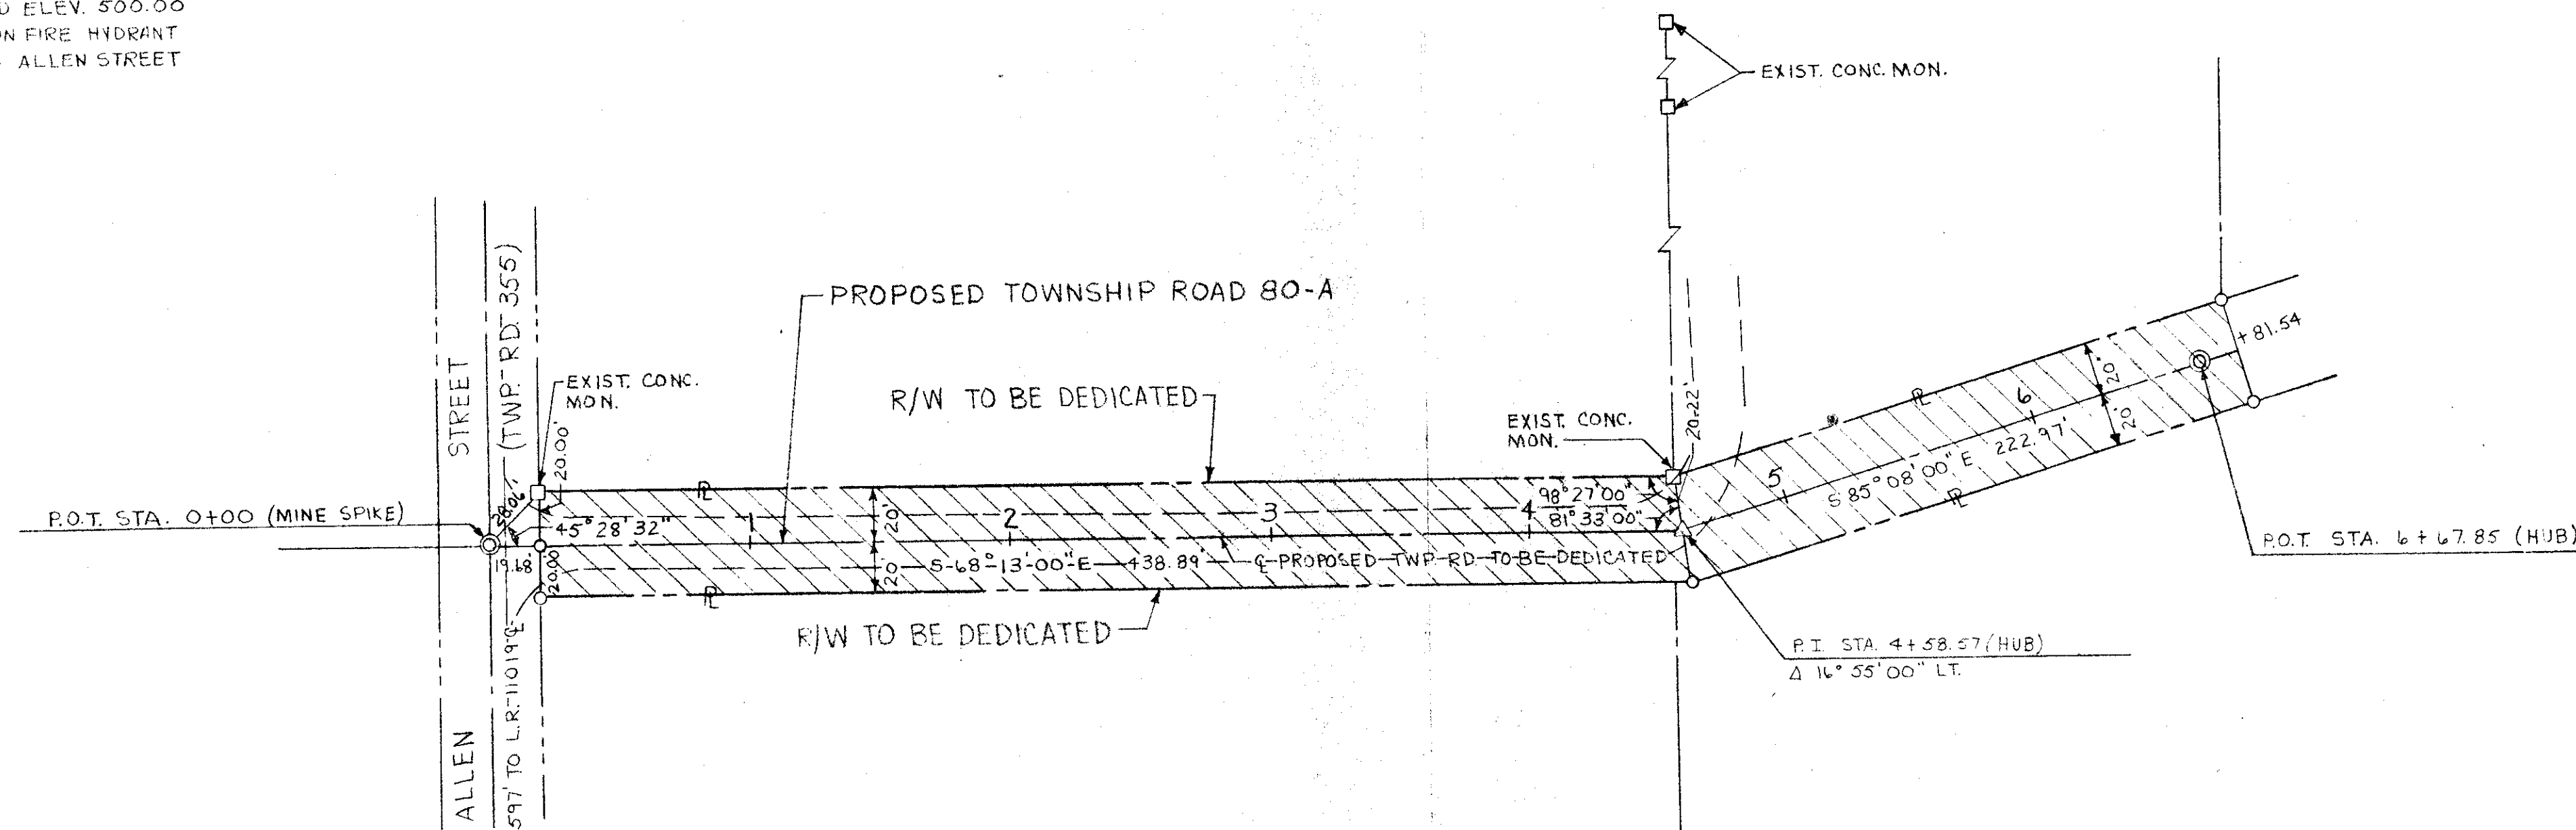 ELEV. 500.00
ON FIRE HYDRANT
ALLEN STREET
EXIST. CONC. MON.
(TWP. RD. 355)
STREET
PROPOSED TOWNSHIP ROAD 80-A
+81.54
EXIST. CONC.
MON.
R/W TO BE DEDICATED
EXIST. CONC.
MON.
20.22'
20'
20'
6
222.97'
S 85° 08' 00" E
5
20.00'
28.06'
P.O.T. STA. 0+00 (MINE SPIKE)
45° 28' 32"
1
20'
2
3
4
98° 27' 00"
81° 33' 00"
P.O.T. STA. 6+67.85 (HUB)
19.68'
20.00
20'
S-68°-13'-00"-E 438.89'
℄ PROPOSED TWP. RD. TO BE DEDICATED
℄
℄
℄
℄
R/W TO BE DEDICATED
P.I. STA. 4+58.57 (HUB)
Δ 16° 55' 00" LT.
ALLEN
597' TO L.R. 11019 ℄